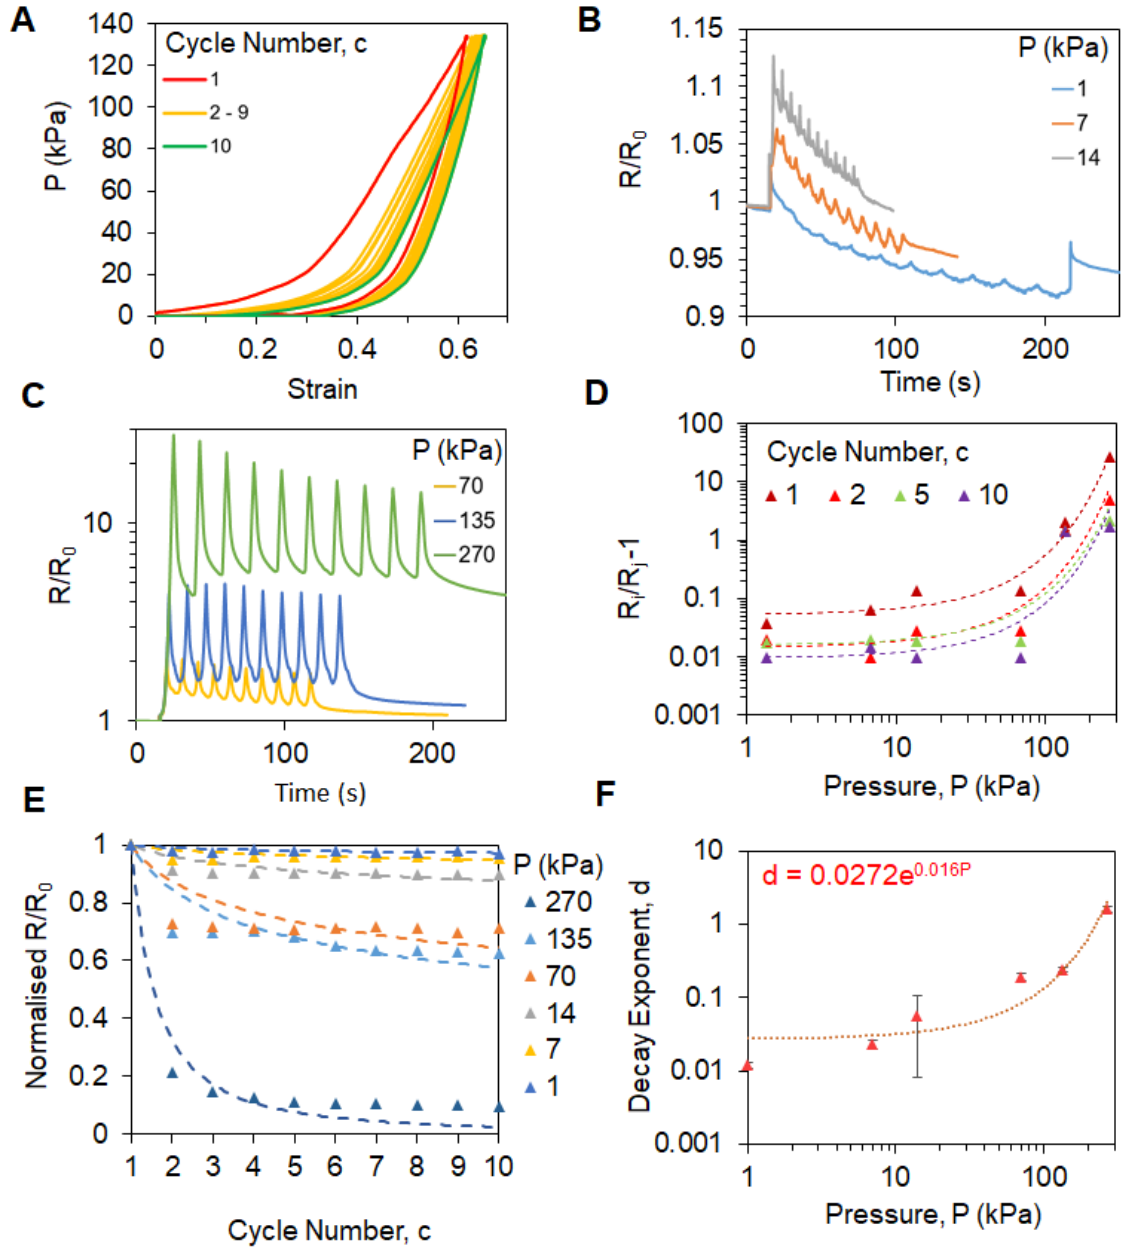 A
140
120
100
80
60
40
20
0
P (kPa)
Cycle Number, c
1
2 - 9
10
0
0.2
0.4
0.6
Strain
B
1.15
1.1
1.05
1
0.95
0.9
R/R0
P (kPa)
1
7
14
0
100
200
Time (s)
C
10
1
R/R0
P (kPa)
70
135
270
0
100
200
Time (s)
D
100
10
1
0.1
0.01
0.001
Ri/Rj-1
Cycle Number, c
1 2 5 10
1
10
100
Pressure, P (kPa)
E
1
0.8
0.6
0.4
0.2
0
Normalised R/R0
P (kPa)
270
135
70
14
7
1
1 2 3 4 5 6 7 8 9 10
Cycle Number, c
F
10
1
0.1
0.01
0.001
Decay Exponent, d
d = 0.0272e0.016P
1
10
100
Pressure, P (kPa)